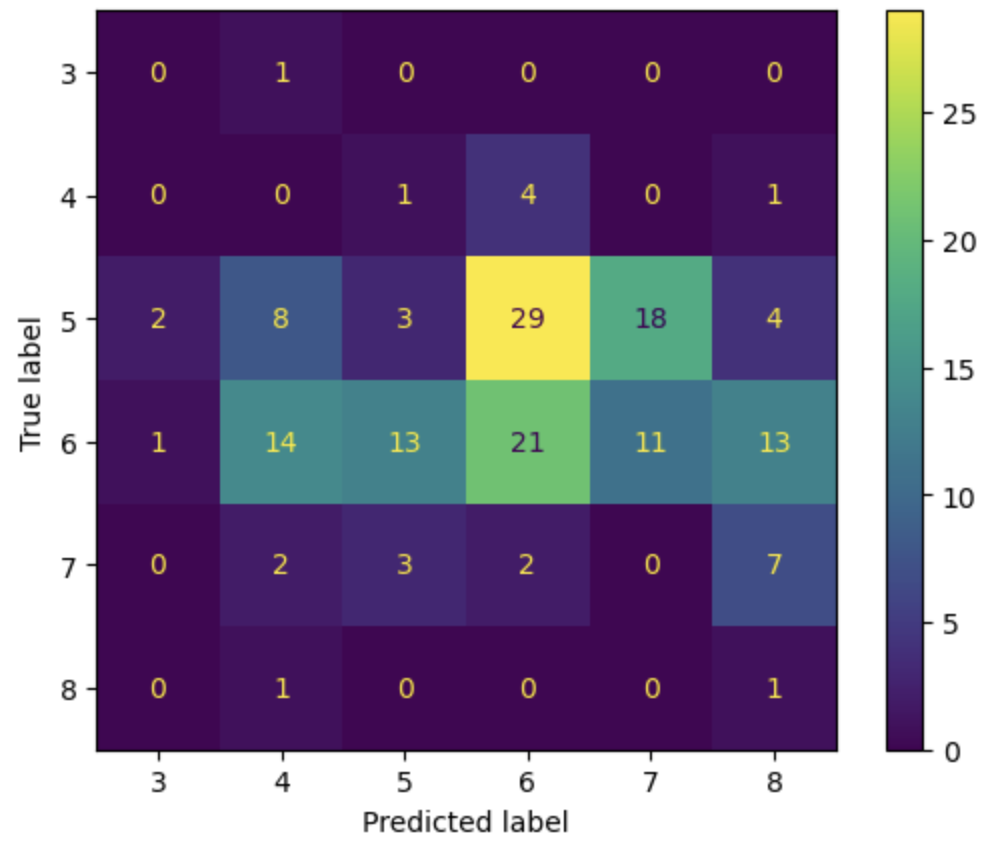 3 0 1 0 0 0 0
4 0 0 1 4 0 1
5 2 8 3 29 18 4
6 1 14 13 21 11 13
7 0 2 3 2 0 7
8 0 1 0 0 0 1
3 4 5 6 7 8
Predicted label
True label
25
20
15
10
5
0